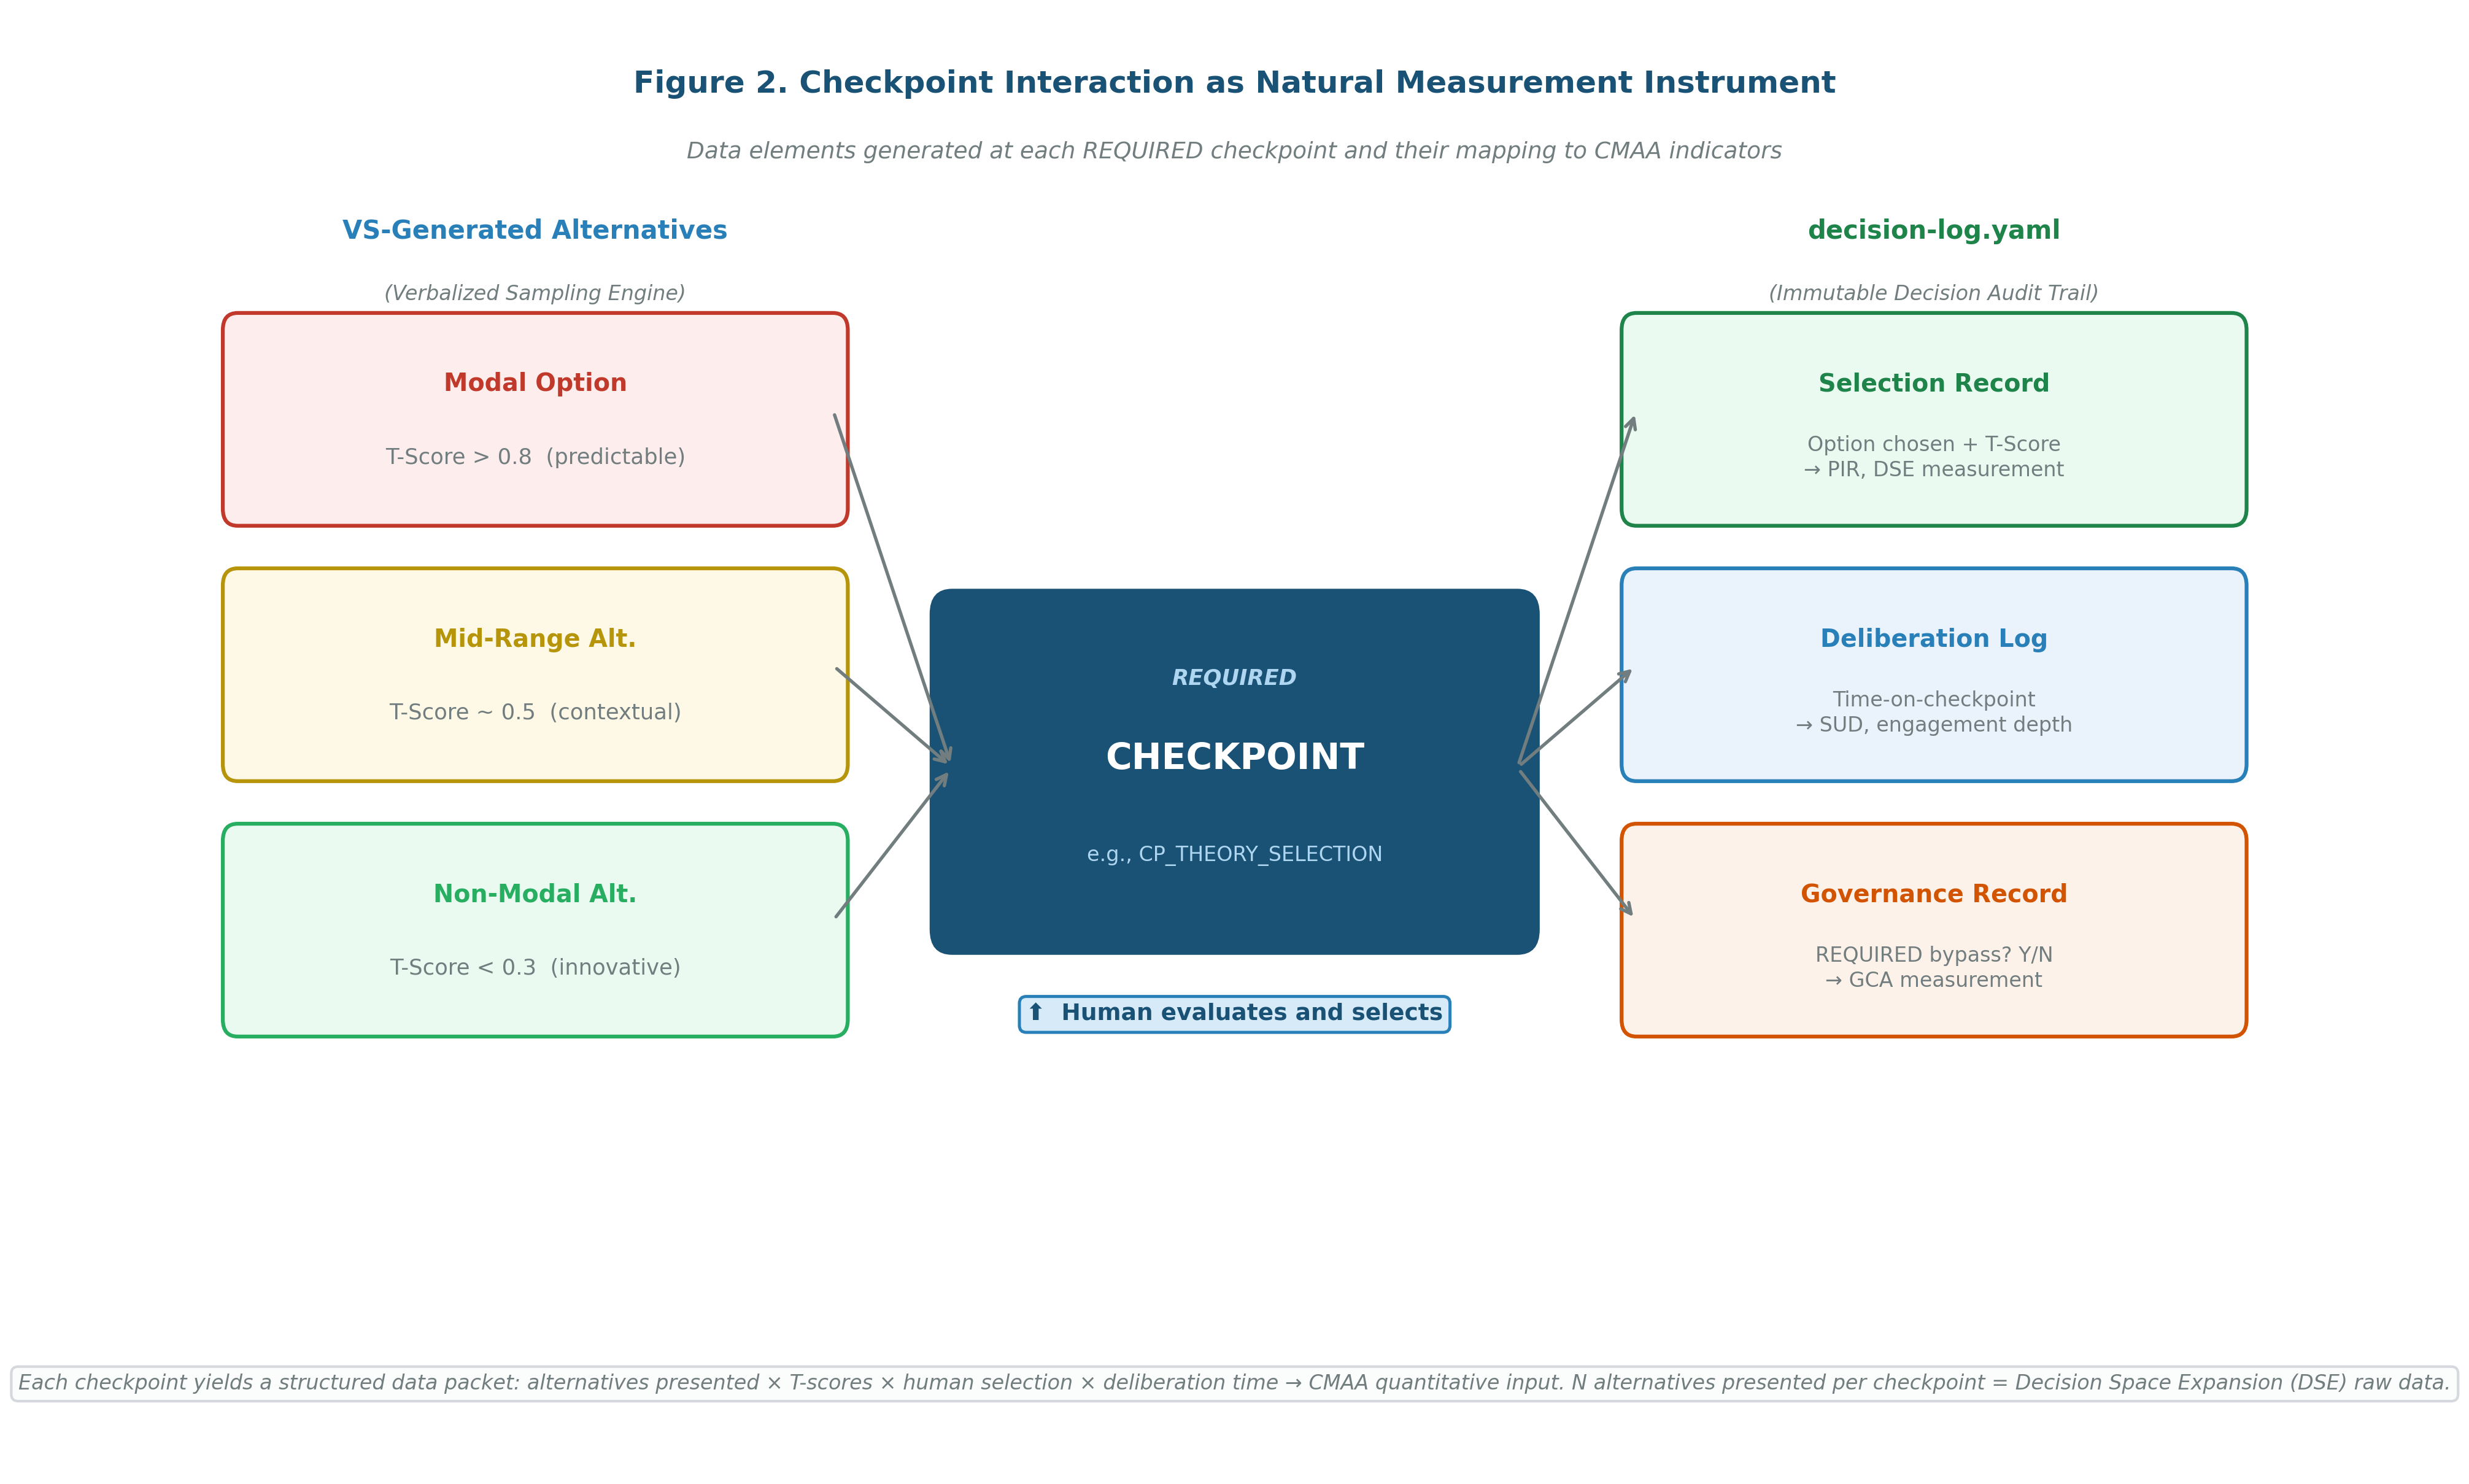 Figure 2. Checkpoint Interaction as Natural Measurement Instrument
Data elements generated at each REQUIRED checkpoint and their mapping to CMAA indicators
VS-Generated Alternatives
(Verbalized Sampling Engine)
Modal Option
T-Score > 0.8  (predictable)
Mid-Range Alt.
T-Score ~ 0.5  (contextual)
Non-Modal Alt.
T-Score < 0.3  (innovative)
REQUIRED
CHECKPOINT
e.g., CP_THEORY_SELECTION
⬆  Human evaluates and selects
decision-log.yaml
(Immutable Decision Audit Trail)
Selection Record
Option chosen + T-Score
→ PIR, DSE measurement
Deliberation Log
Time-on-checkpoint
→ SUD, engagement depth
Governance Record
REQUIRED bypass? Y/N
→ GCA measurement
Each checkpoint yields a structured data packet: alternatives presented × T-scores × human selection × deliberation time → CMAA quantitative input. N alternatives presented per checkpoint = Decision Space Expansion (DSE) raw data.